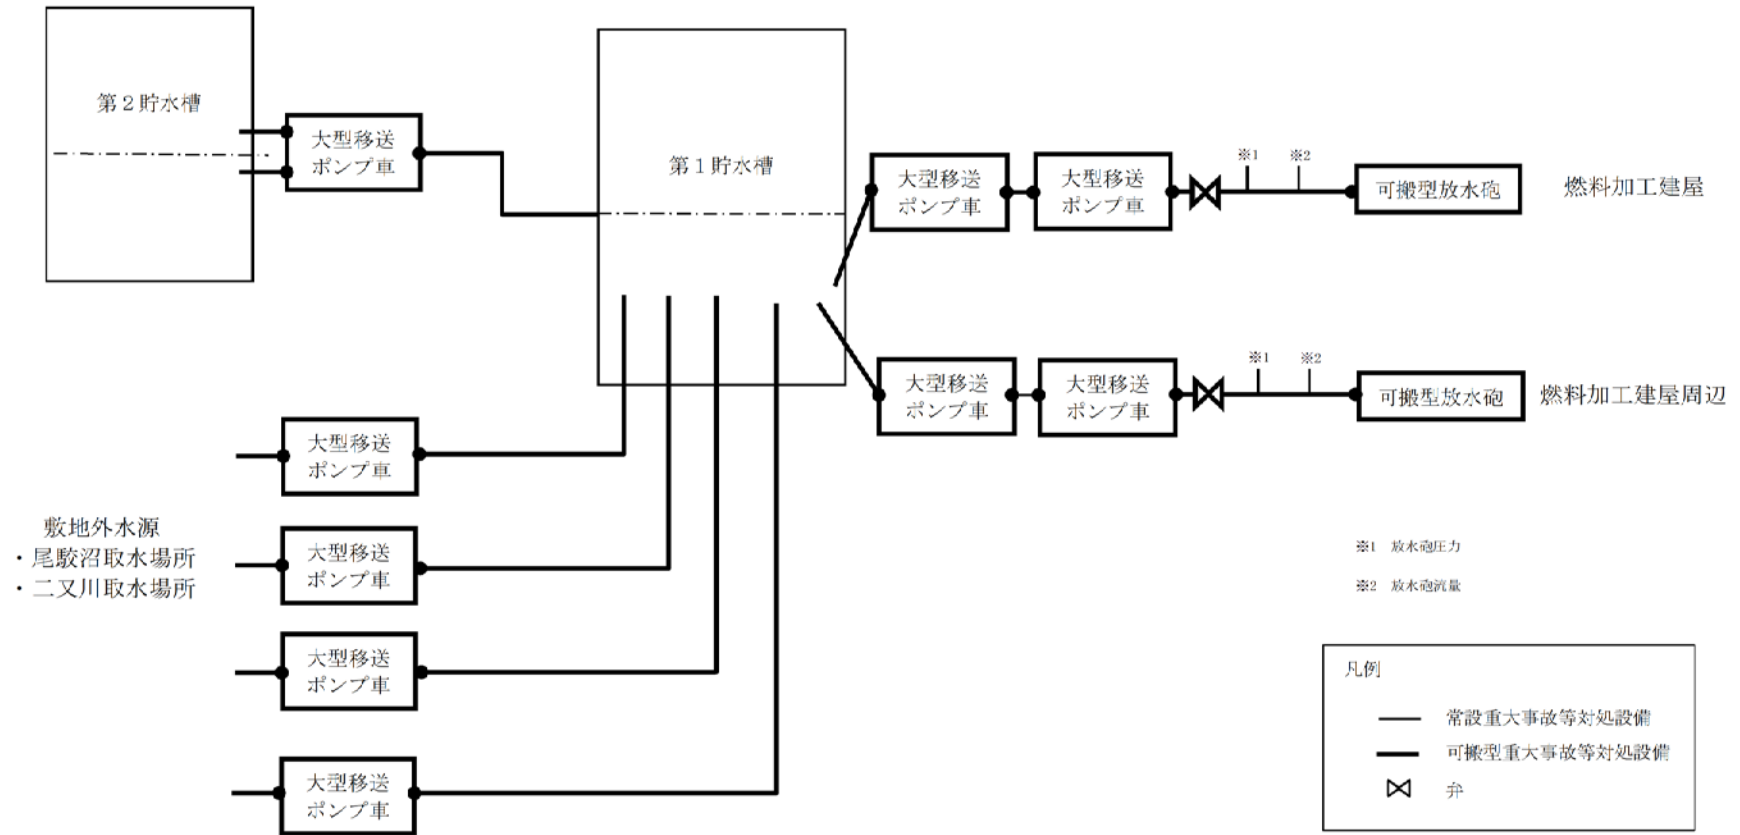 第２貯水槽
大型移送
ポンプ車
第１貯水槽
大型移送
ポンプ車
大型移送
ポンプ車
※1
※2
可搬型放水砲
燃料加工建屋
大型移送
ポンプ車
大型移送
ポンプ車
※1
※2
可搬型放水砲
燃料加工建屋周辺
大型移送
ポンプ車
敷地外水源
・尾駮沼取水場所
・二又川取水場所
大型移送
ポンプ車
大型移送
ポンプ車
大型移送
ポンプ車
※1 放水砲圧力
※2 放水砲流量
凡例
常設重大事故等対処設備
可搬型重大事故等対処設備
弁